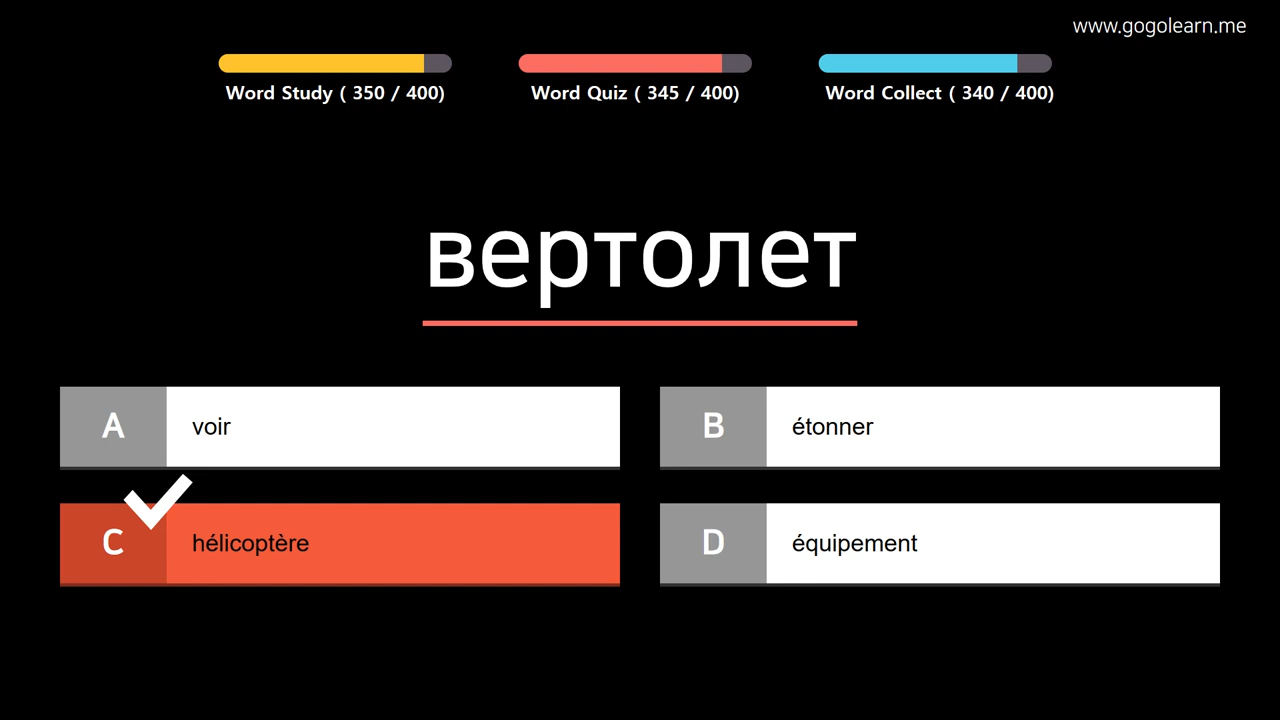 www.gogolearn.me
Word Study ( 350 / 400)
Word Quiz ( 345 / 400)
Word Collect ( 340 / 400)
вертолет
A voir
B étonner
C hélicoptère
D équipement